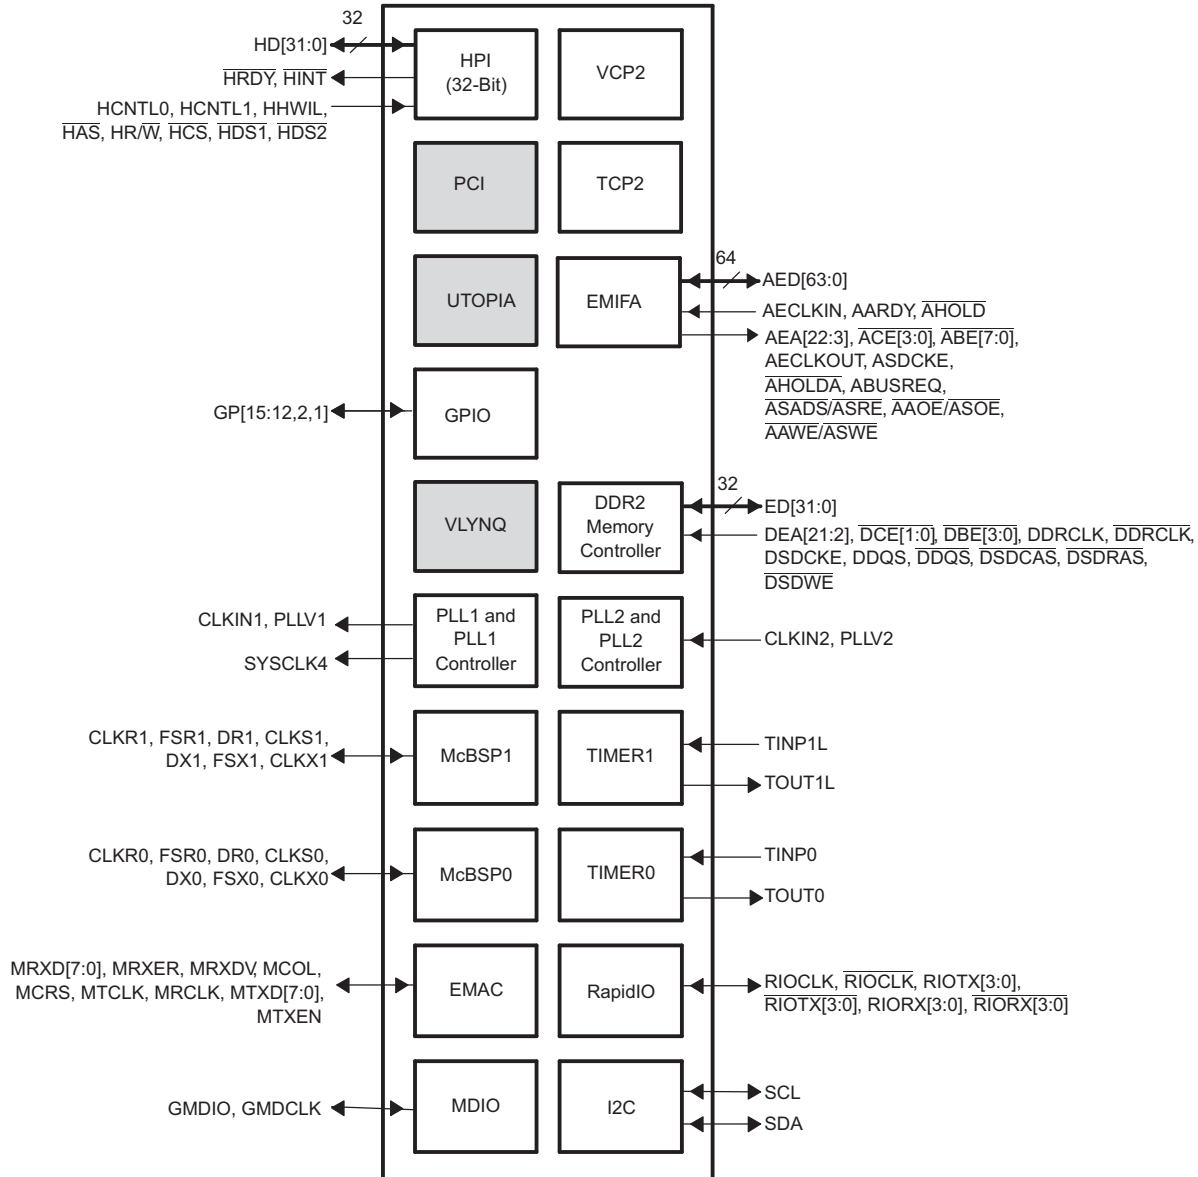 32
HD[31:0]
HRDY, HINT
HCNTL0, HCNTL1, HHWIL,
HAS, HR/W, HCS, HDS1, HDS2
HPI
(32-Bit)
VCP2
PCI
TCP2
UTOPIA
EMIFA
64
AED[63:0]
AECLKIN, AARDY, AHOLD
AEA[22:3], ACE[3:0], ABE[7:0],
AECLKOUT, ASDCKE,
AHOLDA, ABUSREQ,
ASADS/ASRE, AAOE/ASOE,
AAWE/ASWE
GP[15:12,2,1]
GPIO
VLYNQ
DDR2
Memory
Controller
32
ED[31:0]
DEA[21:2], DCE[1:0], DBE[3:0], DDRCLK, DDRCLK,
DSDCKE, DDQS, DDQS, DSDCAS, DSDRAS,
DSDWE
CLKIN1, PLLV1
SYSCLK4
PLL1 and
PLL1
Controller
PLL2 and
PLL2
Controller
CLKIN2, PLLV2
CLKR1, FSR1, DR1, CLKS1,
DX1, FSX1, CLKX1
McBSP1
TIMER1
TINP1L
TOUT1L
CLKR0, FSR0, DR0, CLKS0,
DX0, FSX0, CLKX0
McBSP0
TIMER0
TINP0
TOUT0
MRXD[7:0], MRXER, MRXDV, MCOL,
MCRS, MTCLK, MRCLK, MTXD[7:0],
MTXEN
EMAC
RapidIO
RIOCLK, RIOCLK, RIOTX[3:0],
RIOTX[3:0], RIORX[3:0], RIORX[3:0]
GMDIO, GMDCLK
MDIO
I2C
SCL
SDA